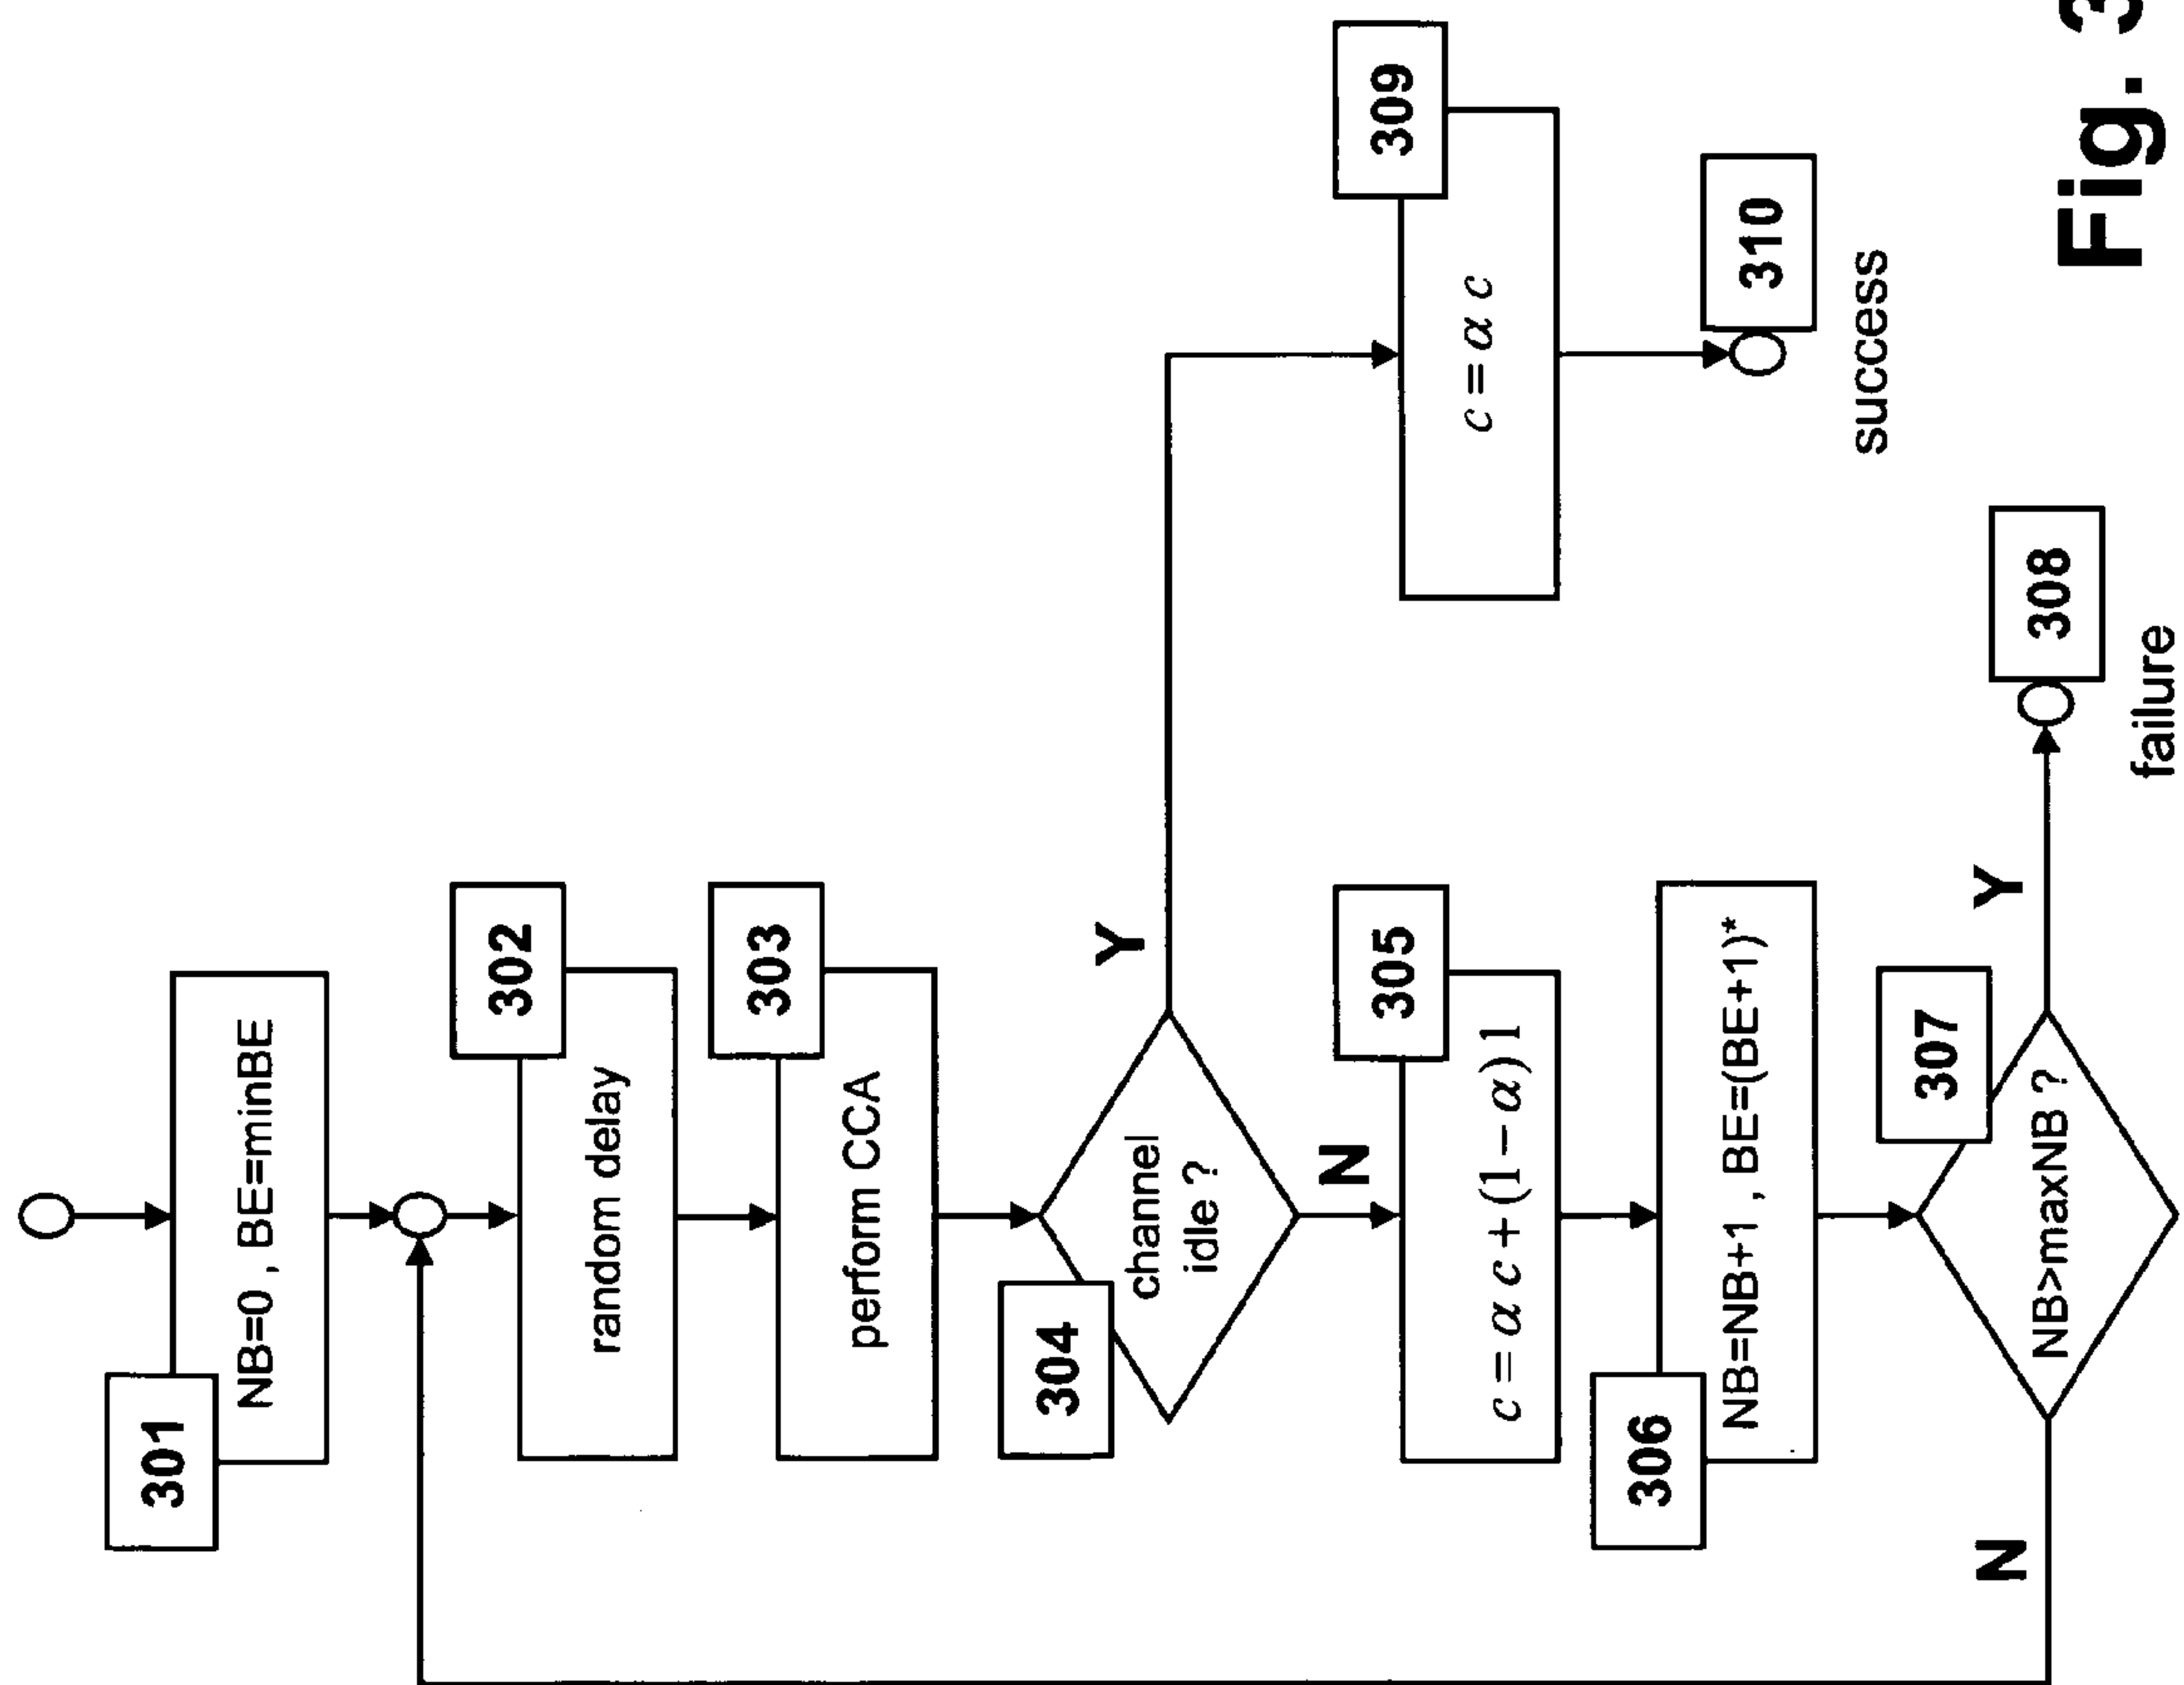 301
NB=0 , BE=minBE
302
random delay
303
perform CCA
304
channel
idle ?
Y
N
305
c = α c + (1 − α) 1
306
NB=NB+1 , BE=(BE+1)*
307
NB>maxNB ?
N
Y
308
failure
309
c = α c
310
success
Fig. 3